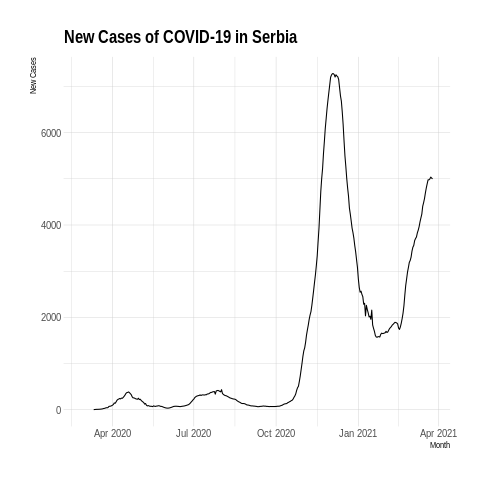 New Cases of COVID-19 in Serbia
New Cases
6000
4000
2000
0
Apr 2020 Jul 2020 Oct 2020 Jan 2021 Apr 2021
Month